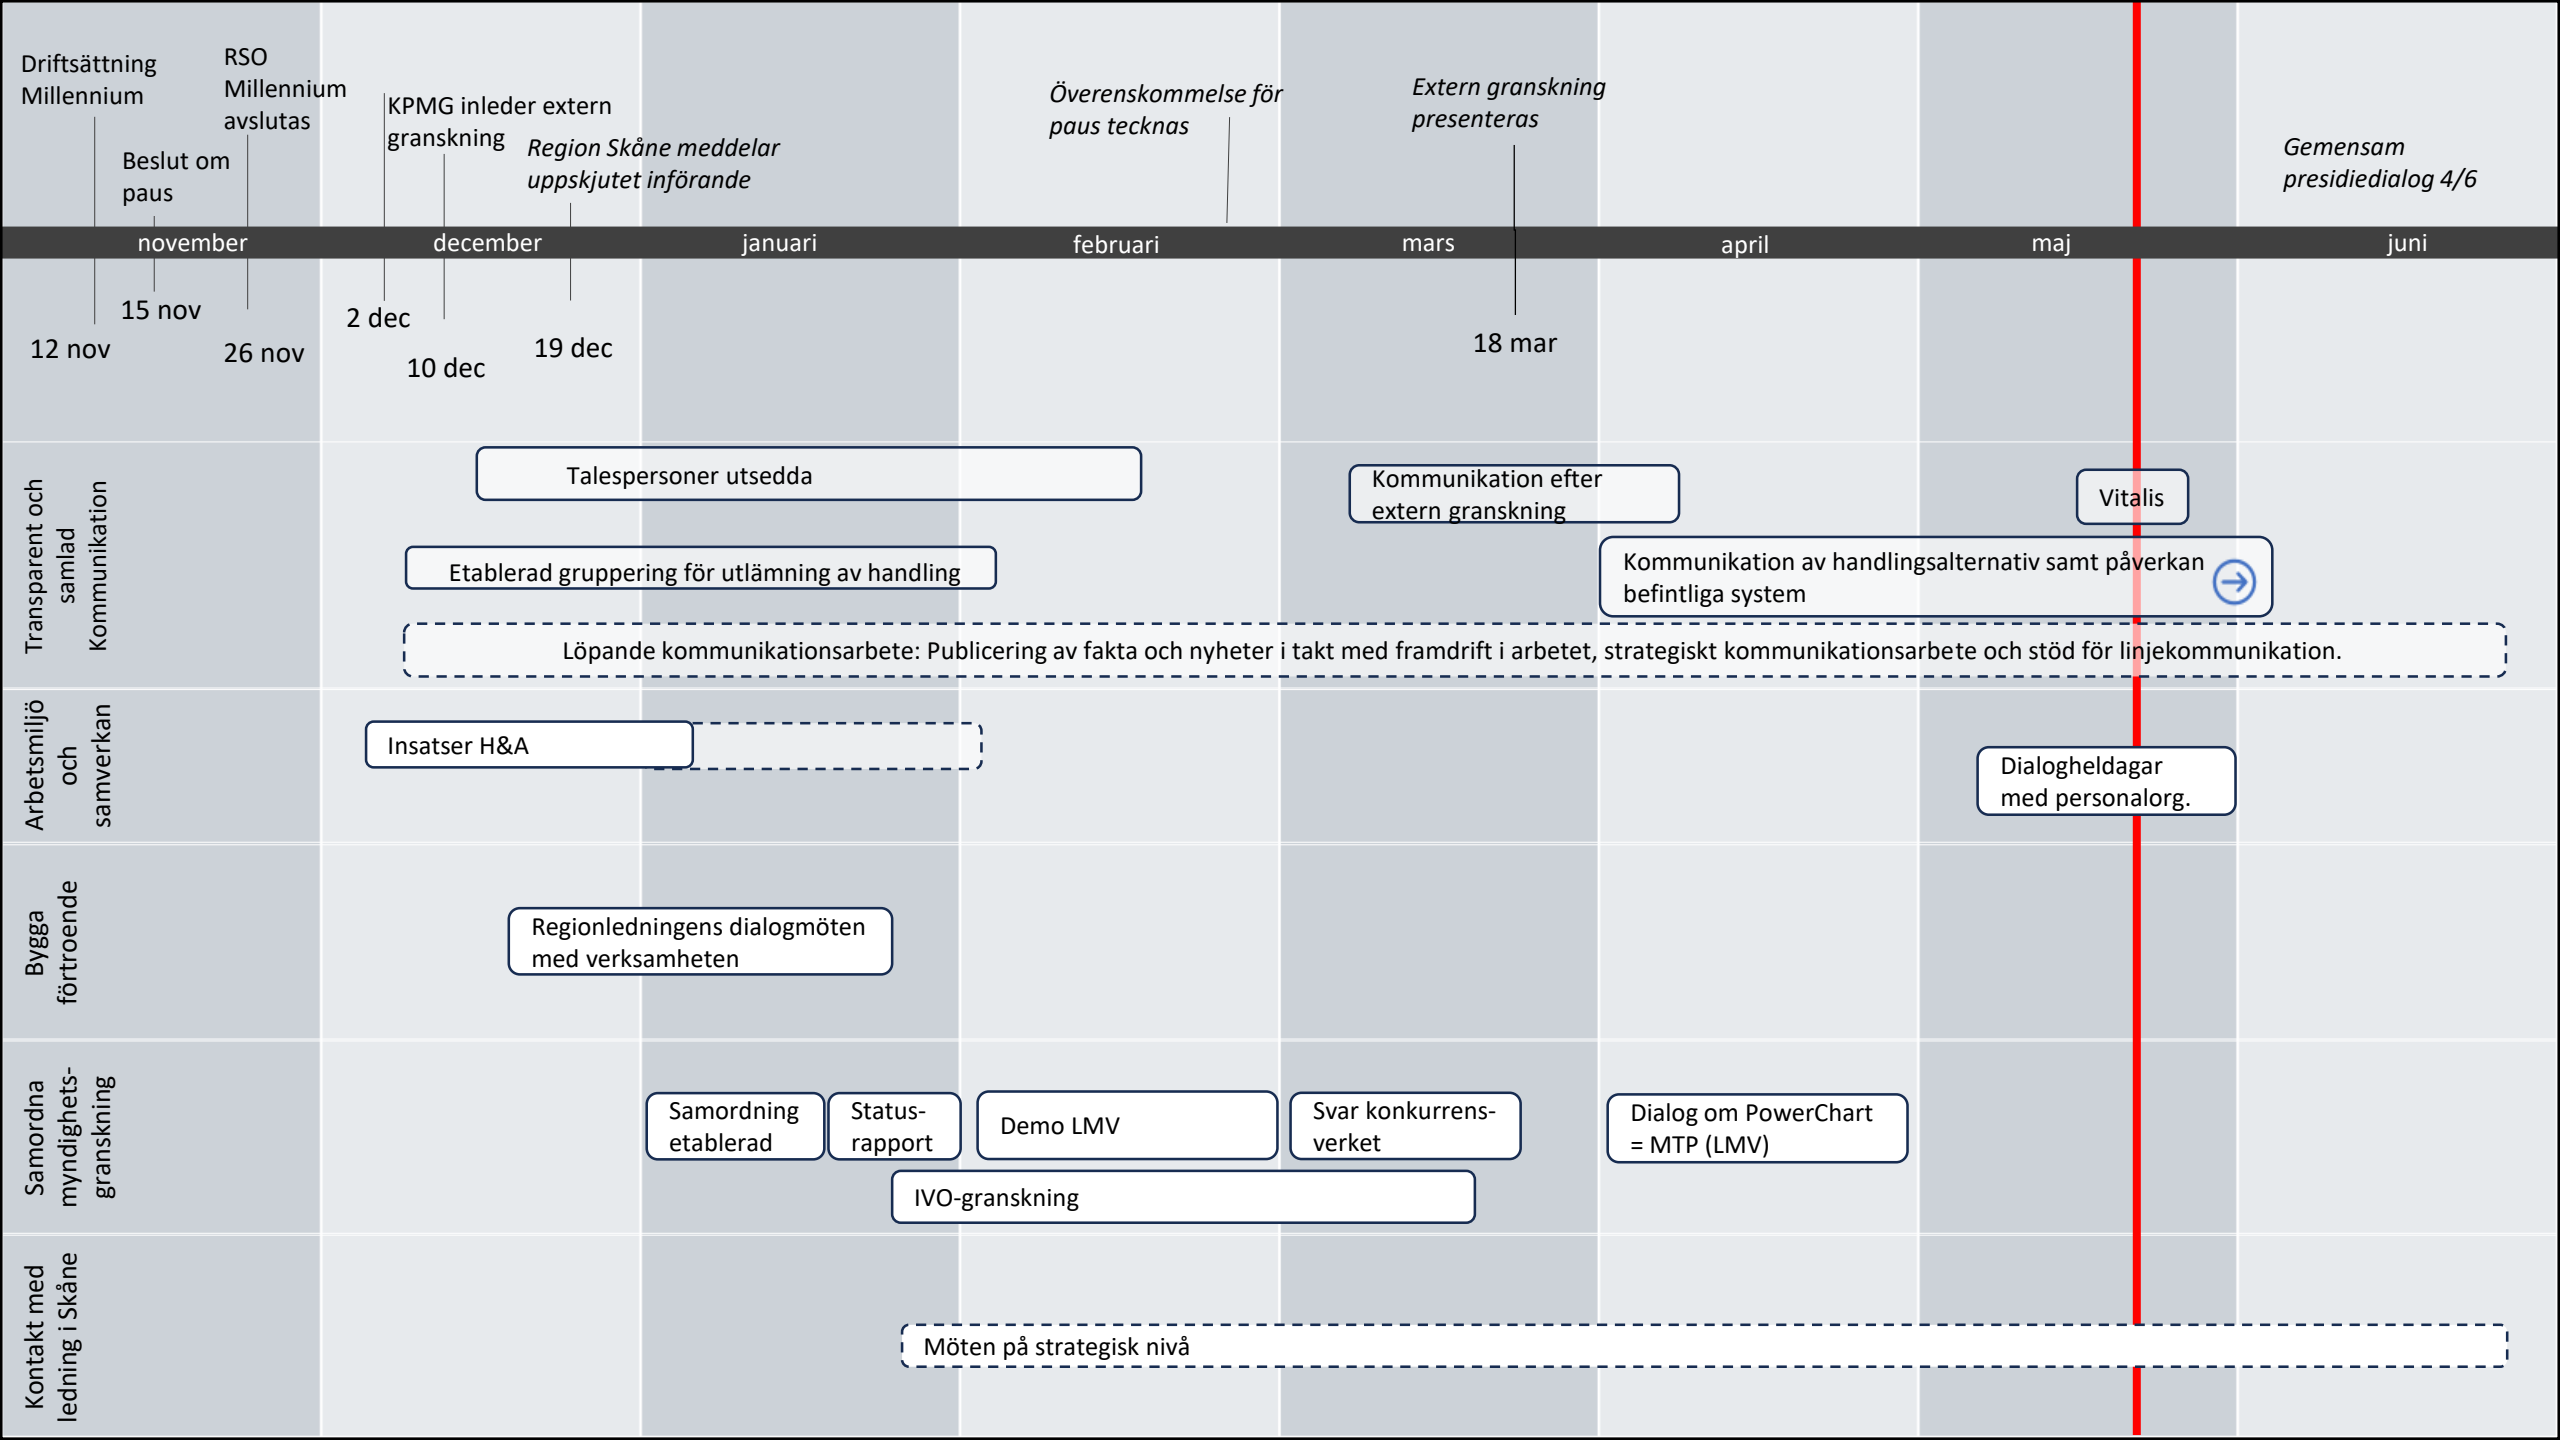 Driftsättning
Millennium
RSO
Millennium
avslutas
Beslut om
paus
KPMG inleder extern
granskning
Region Skåne meddelar
uppskjutet införande
Överenskommelse för
paus tecknas
Extern granskning
presenteras
Gemensam
presidiedialog 4/6
november
december
januari
februari
mars
april
maj
juni
12 nov
15 nov
26 nov
2 dec
10 dec
19 dec
18 mar
Transparent och
samlad
Kommunikation
Talespersoner utsedda
Kommunikation efter
extern granskning
Vitalis
Etablerad gruppering för utlämning av handling
Kommunikation av handlingsalternativ samt påverkan
befintliga system
Löpande kommunikationsarbete: Publicering av fakta och nyheter i takt med framdrift i arbetet, strategiskt kommunikationsarbete och stöd för linjekommunikation.
Arbetsmiljö
och
samverkan
Insatser H&A
Dialogheldagar
med personalorg.
Bygga
förtroende
Regionledningens dialogmöten
med verksamheten
Samordna
myndighets-
granskning
Samordning
etablerad
Status-
rapport
Demo LMV
Svar konkurrens-
verket
Dialog om PowerChart
= MTP (LMV)
IVO-granskning
Kontakt med
ledning i Skåne
Möten på strategisk nivå